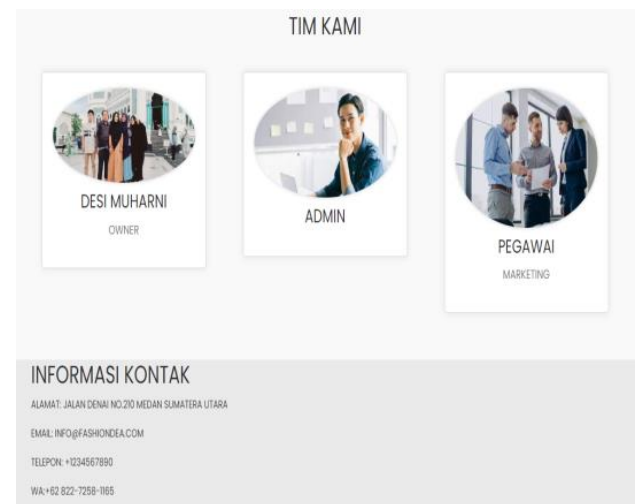 TIM KAMI
DESI MUHARNI
OWNER
ADMIN
PEGAWAI
MARKETING
INFORMASI KONTAK
ALAMAT: JALAN DENAI NO.210 MEDAN SUMATERA UTARA
EMAIL: INFO@FASHIONDEA.COM
TELEPON: +1234567890
WA:+62 822-7258-1165